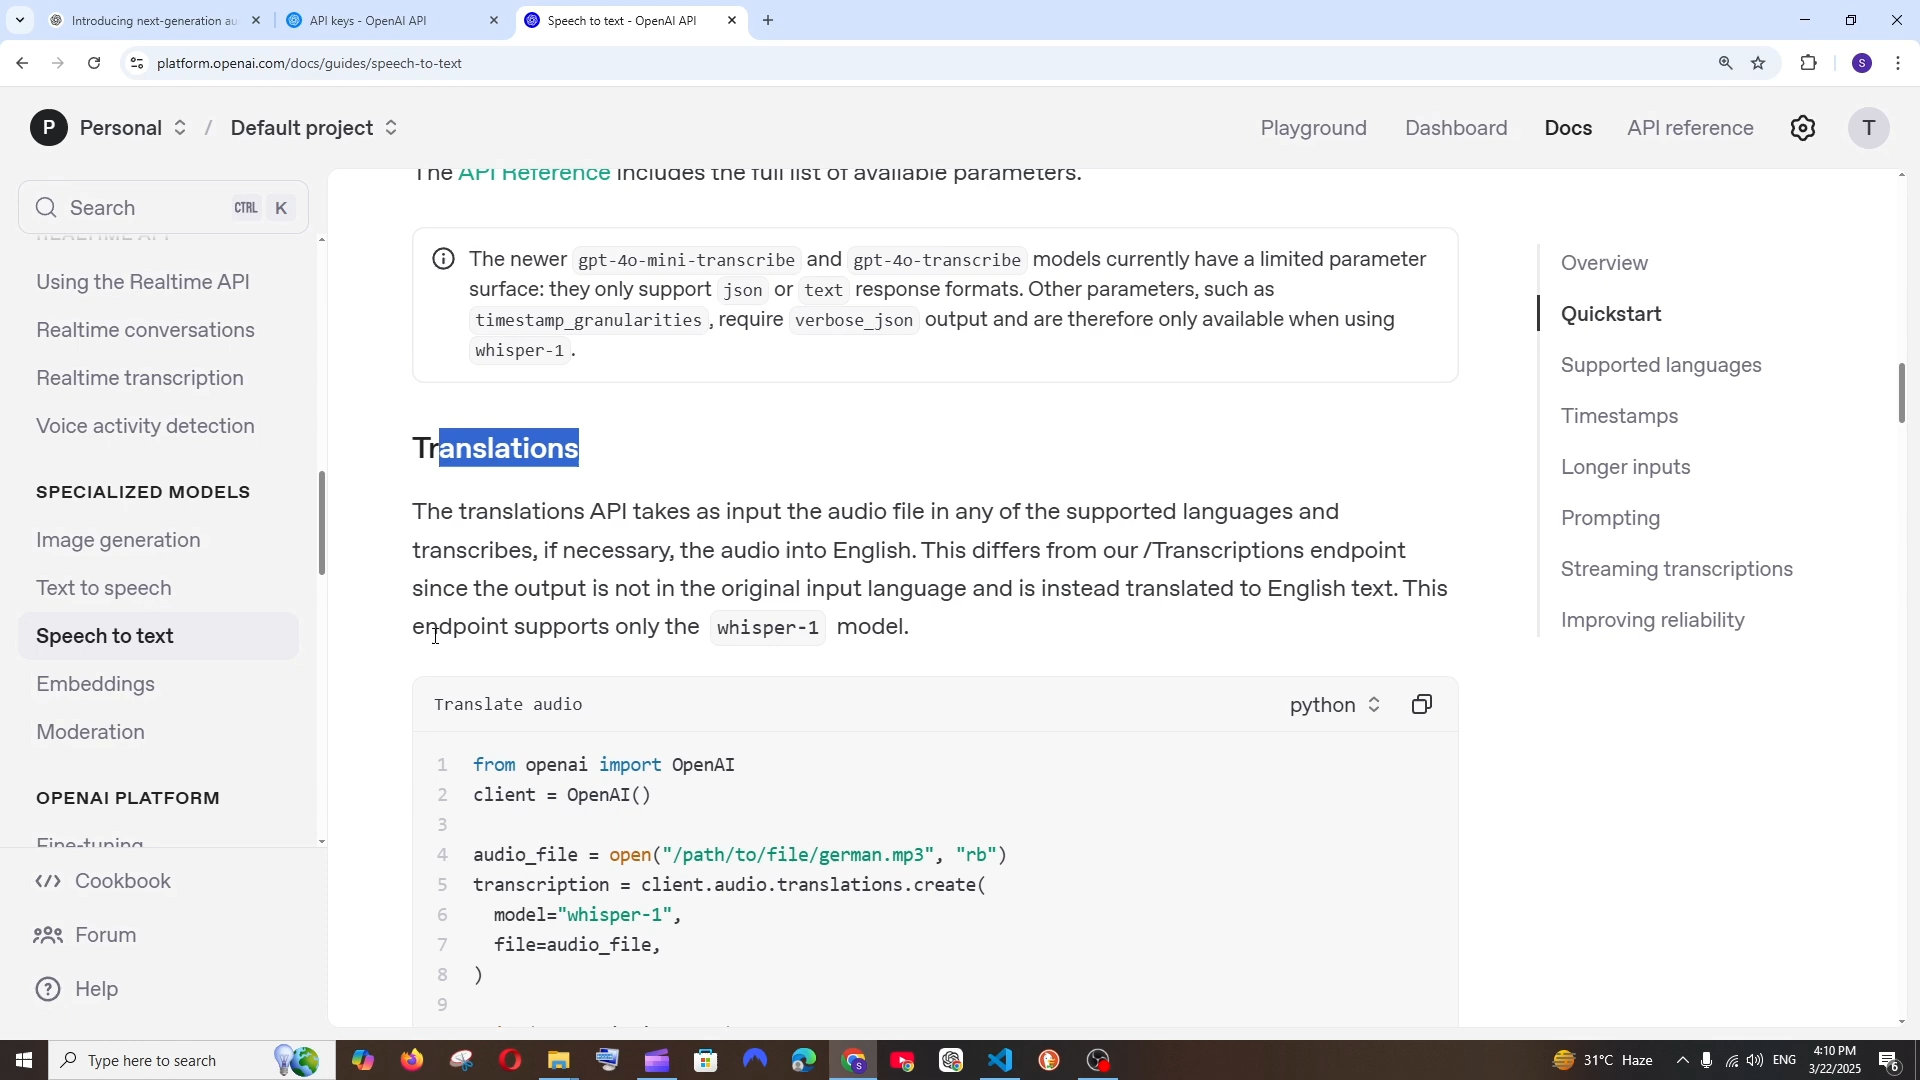 Introducing next-generation au
API keys - OpenAI API
Speech to text - OpenAI API
platform.openai.com/docs/guides/speech-to-text
S
P
Personal
/
Default project
Playground
Dashboard
Docs
API reference
T
Search
CTRL K
REALTIME API
Using the Realtime API
Realtime conversations
Realtime transcription
Voice activity detection
SPECIALIZED MODELS
Image generation
Text to speech
Speech to text
Embeddings
Moderation
OPENAI PLATFORM
Fine-tuning
Cookbook
Forum
Help
The API Reference includes the full list of available parameters.
The newer gpt-4o-mini-transcribe and gpt-4o-transcribe models currently have a limited parameter
surface: they only support json or text response formats. Other parameters, such as
timestamp_granularities, require verbose_json output and are therefore only available when using
whisper-1.
Translations
The translations API takes as input the audio file in any of the supported languages and
transcribes, if necessary, the audio into English. This differs from our /Transcriptions endpoint
since the output is not in the original input language and is instead translated to English text. This
endpoint supports only the whisper-1 model.
Translate audio
python
1 from openai import OpenAI
2 client = OpenAI()
3
4 audio_file = open("/path/to/file/german.mp3", "rb")
5 transcription = client.audio.translations.create(
6 model="whisper-1",
7 file=audio_file,
8 )
9
Overview
Quickstart
Supported languages
Timestamps
Longer inputs
Prompting
Streaming transcriptions
Improving reliability
Type here to search
31°C Haze
ENG
4:10 PM
3/22/2025
6